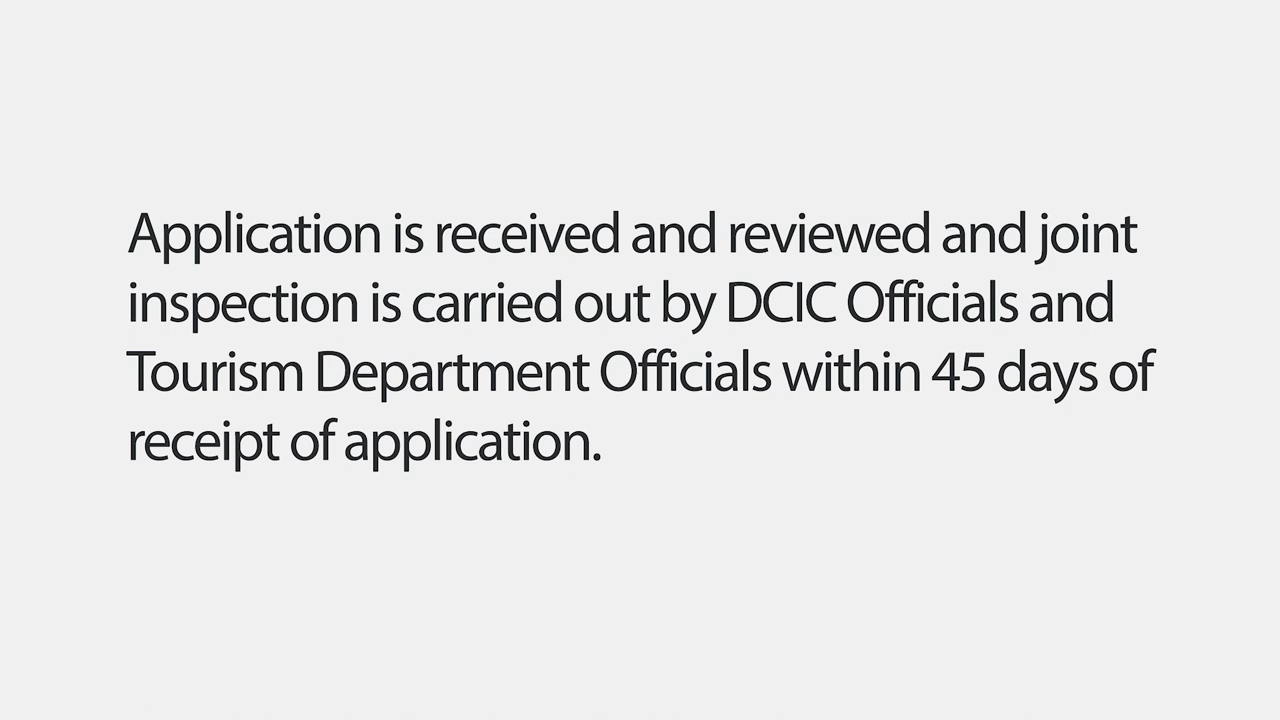 Application is received and reviewed and joint
inspection is carried out by DCIC Officials and
Tourism Department Officials within 45 days of
receipt of application.